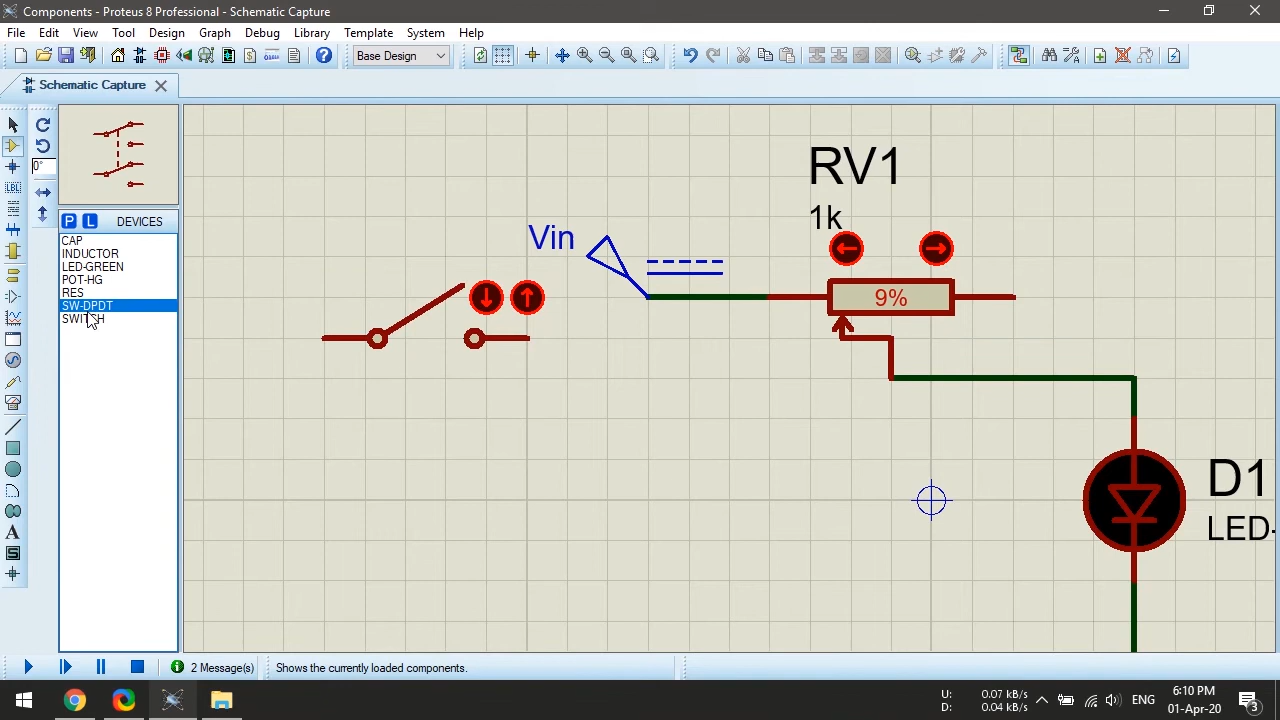 Components - Proteus 8 Professional - Schematic Capture
File Edit View Tool Design Graph Debug Library Template System Help
Base Design
Schematic Capture
0°
P L DEVICES
CAP
INDUCTOR
LED-GREEN
POT-HG
RES
SW-DPDT
SWITCH
LBL
A
S
RV1
1k
Vin
9%
D1
LED-
2 Message(s) Shows the currently loaded components.
U: 0.07 kB/s
D: 0.04 kB/s
ENG
6:10 PM
01-Apr-20
3